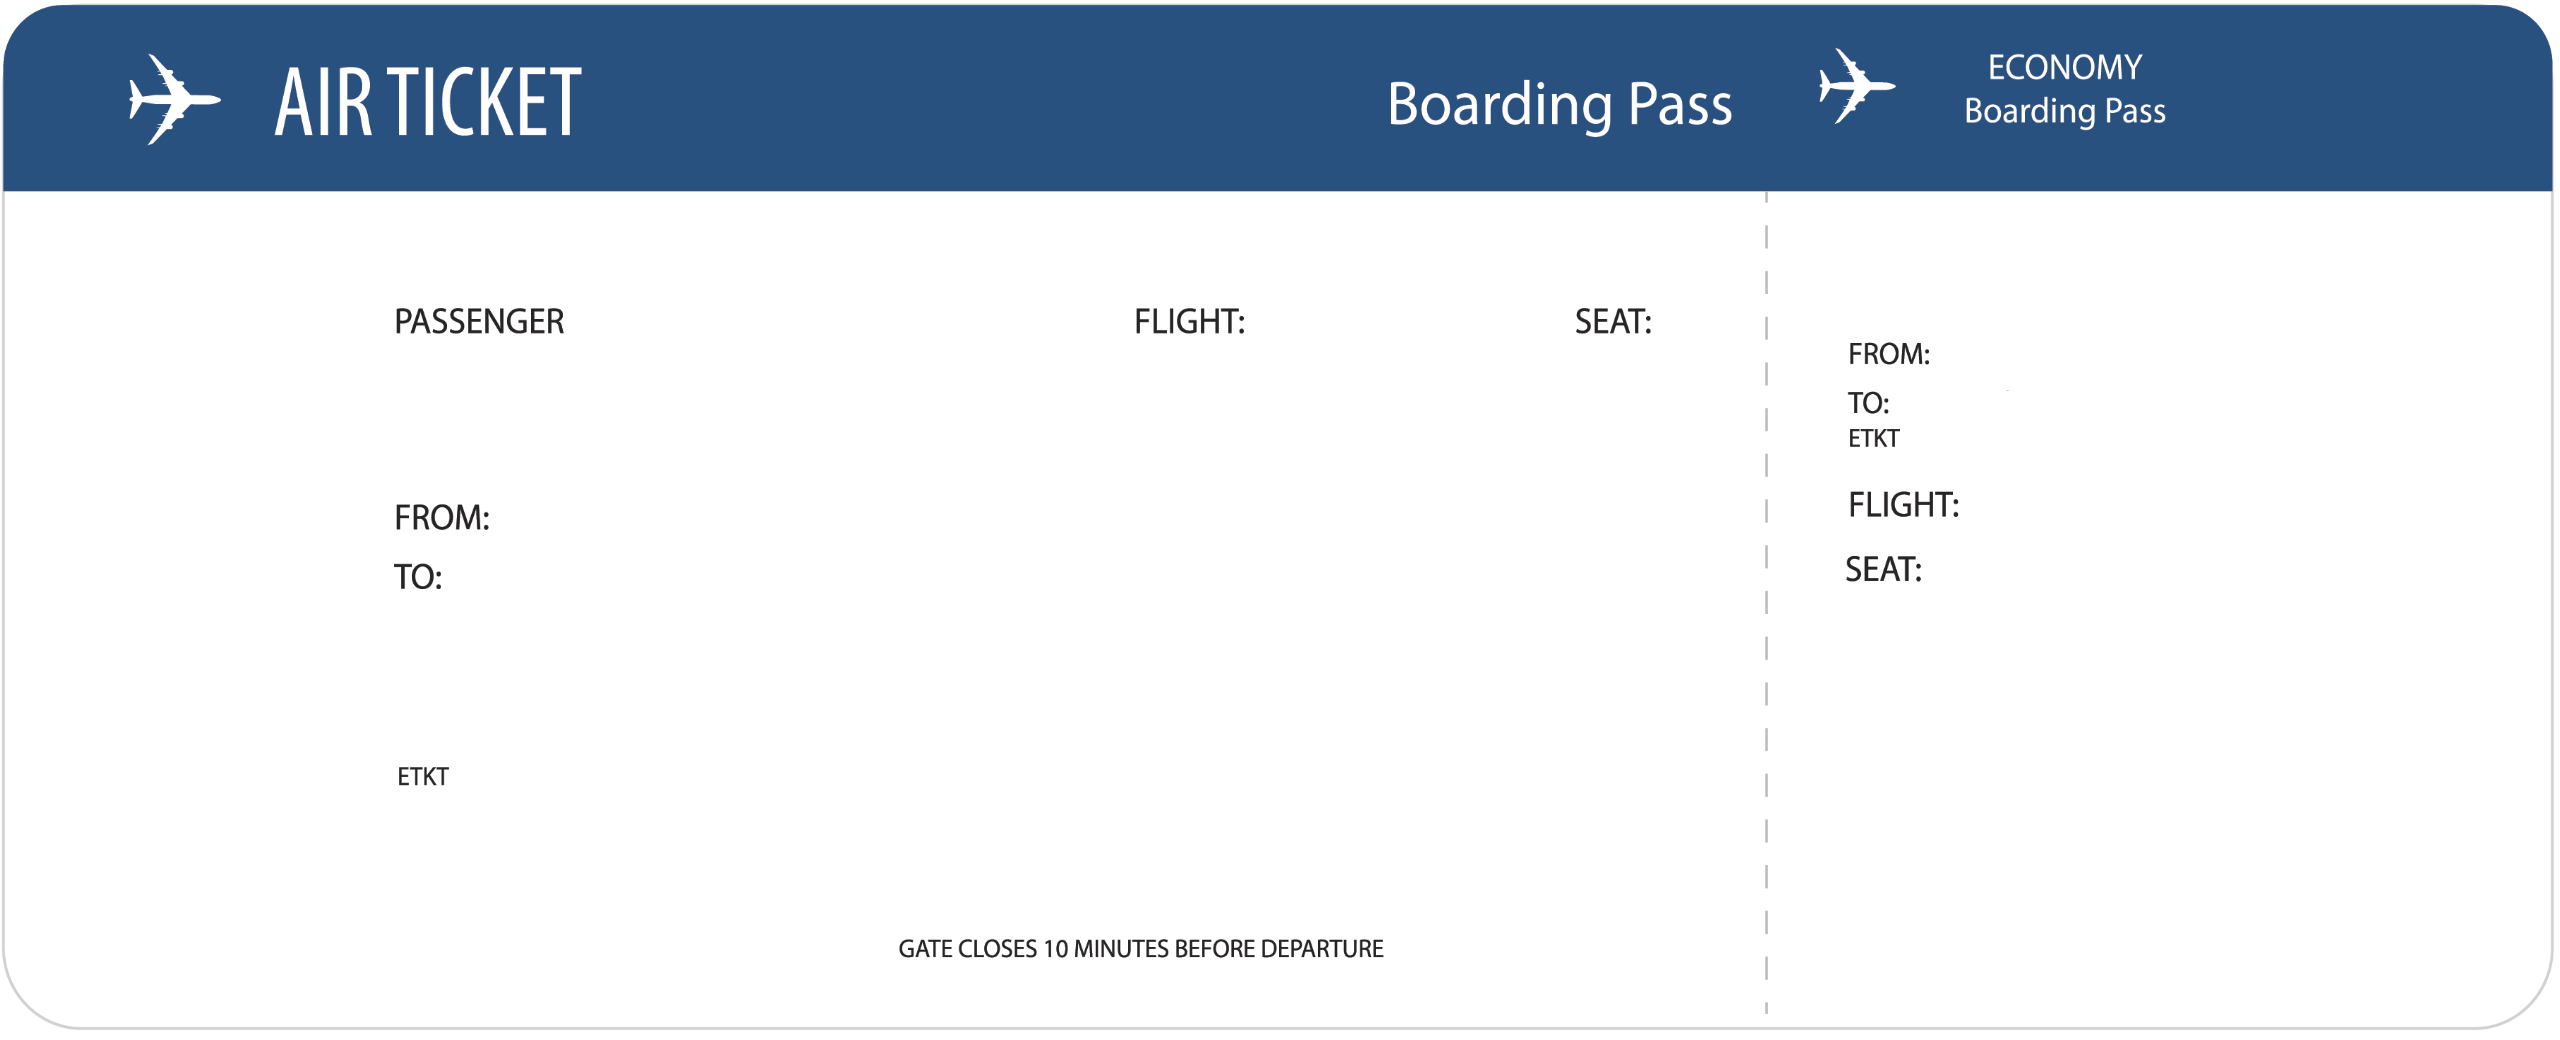 AIR TICKET
Boarding Pass
ECONOMY
Boarding Pass
PASSENGER
FLIGHT:
SEAT:
FROM:
TO:
ETKT
GATE CLOSES 10 MINUTES BEFORE DEPARTURE
FROM:
TO:
ETKT
FLIGHT:
SEAT: